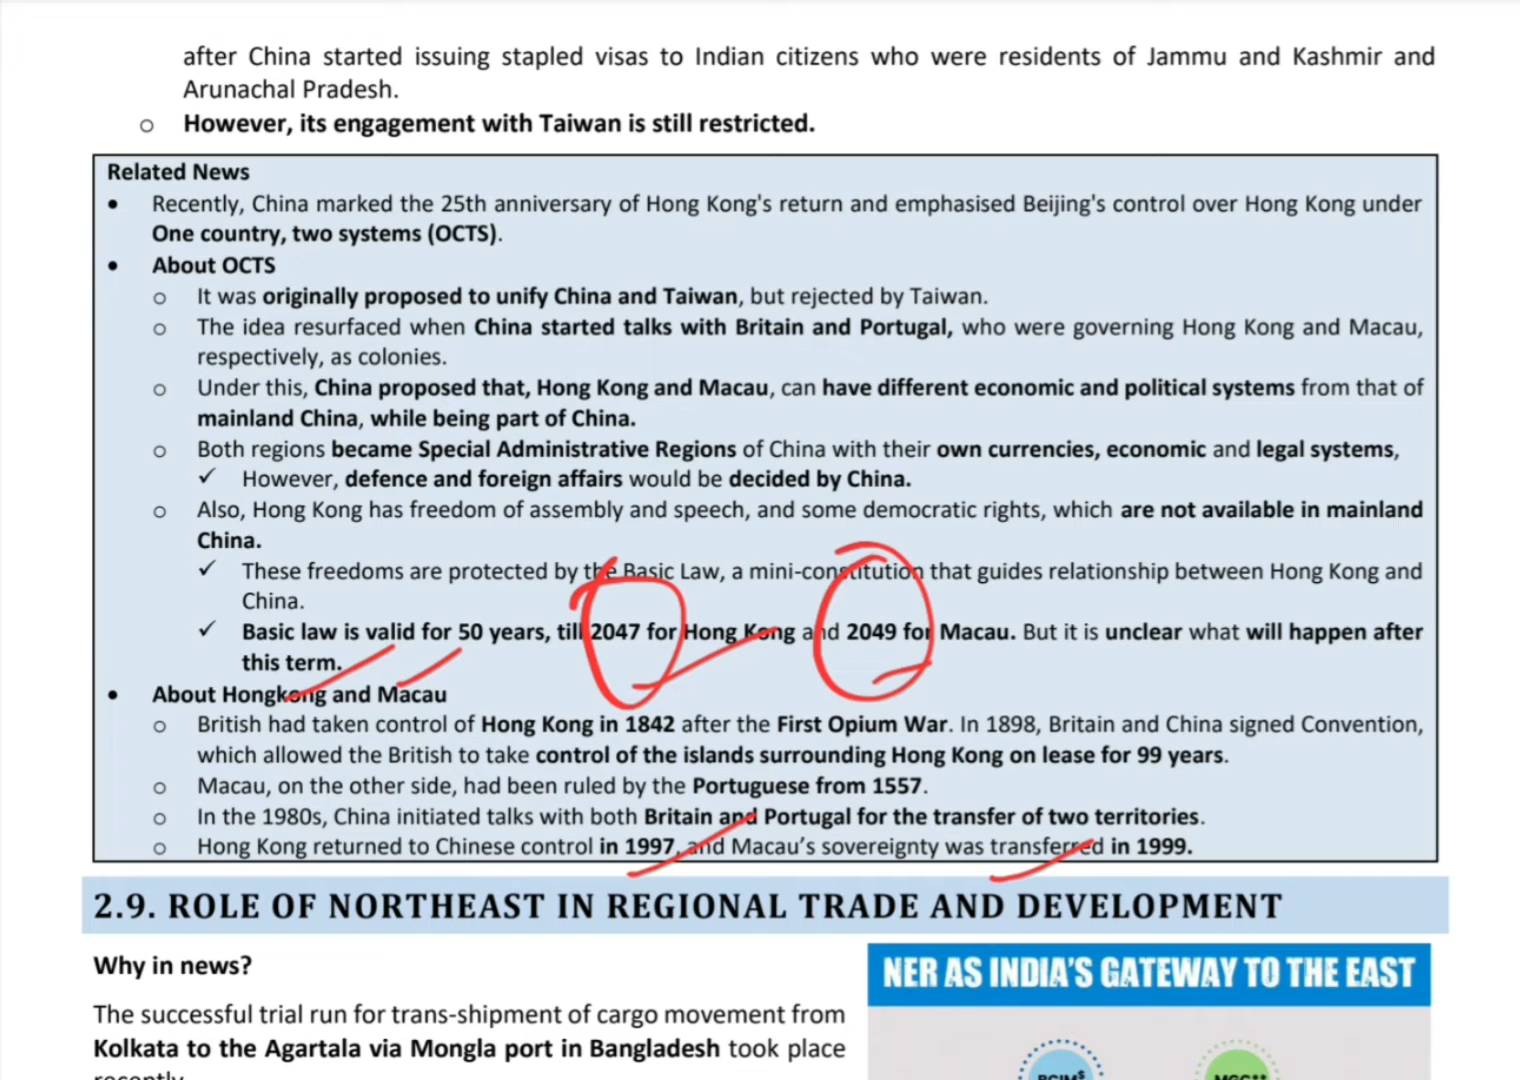 after China started issuing stapled visas to Indian citizens who were residents of Jammu and Kashmir and
Arunachal Pradesh.
o However, its engagement with Taiwan is still restricted.
Related News
• Recently, China marked the 25th anniversary of Hong Kong's return and emphasised Beijing's control over Hong Kong under
One country, two systems (OCTS).
• About OCTS
o It was originally proposed to unify China and Taiwan, but rejected by Taiwan.
o The idea resurfaced when China started talks with Britain and Portugal, who were governing Hong Kong and Macau,
respectively, as colonies.
o Under this, China proposed that, Hong Kong and Macau, can have different economic and political systems from that of
mainland China, while being part of China.
o Both regions became Special Administrative Regions of China with their own currencies, economic and legal systems,
✓ However, defence and foreign affairs would be decided by China.
o Also, Hong Kong has freedom of assembly and speech, and some democratic rights, which are not available in mainland
China.
✓ These freedoms are protected by the Basic Law, a mini-constitution that guides relationship between Hong Kong and
China.
✓ Basic law is valid for 50 years, till 2047 for Hong Kong and 2049 for Macau. But it is unclear what will happen after
this term.
• About Hongkong and Macau
o British had taken control of Hong Kong in 1842 after the First Opium War. In 1898, Britain and China signed Convention,
which allowed the British to take control of the islands surrounding Hong Kong on lease for 99 years.
o Macau, on the other side, had been ruled by the Portuguese from 1557.
o In the 1980s, China initiated talks with both Britain and Portugal for the transfer of two territories.
o Hong Kong returned to Chinese control in 1997, and Macau's sovereignty was transferred in 1999.
2.9. ROLE OF NORTHEAST IN REGIONAL TRADE AND DEVELOPMENT
Why in news?
The successful trial run for trans-shipment of cargo movement from
Kolkata to the Agartala via Mongla port in Bangladesh took place
recently
NER AS INDIA'S GATEWAY TO THE EAST